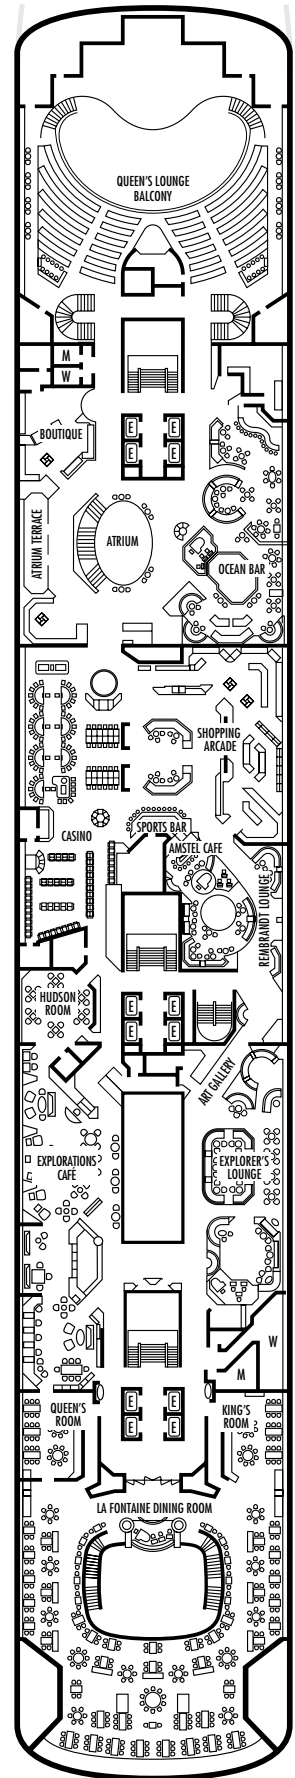 QUEEN'S LOUNGE
BALCONY
M
W
E
E
E
E
BOUTIQUE
ATRIUM TERRACE
ATRIUM
OCEAN BAR
SHOPPING
ARCADE
SPORTS BAR
CASINO
AMSTEL CAFE
REMBRANDT LOUNGE
HUDSON
ROOM
E
E
E
E
ART GALLERY
EXPLORATIONS
CAFÉ
EXPLORER'S
LOUNGE
W
M
QUEEN'S
ROOM
E
E
E
E
KING'S
ROOM
LA FONTAINE DINING ROOM